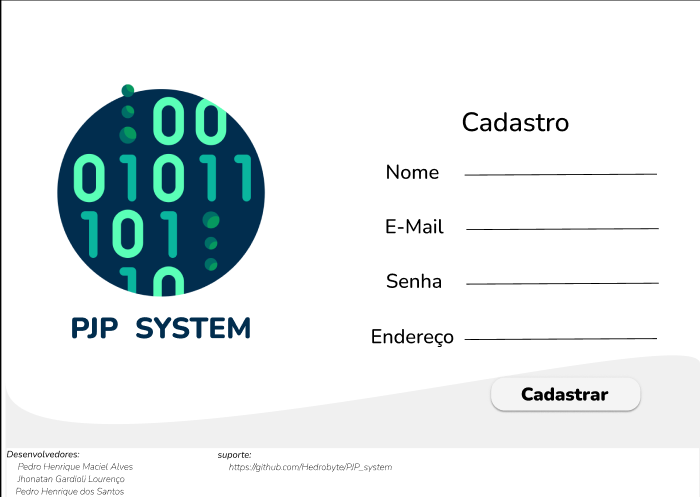 00
01011
101
10
PJP SYSTEM
Cadastro
Nome
E-Mail
Senha
Endereço
Cadastrar
Desenvolvedores:
Pedro Henrique Maciel Alves
Jhonatan Gardioli Lourenço
Pedro Henrique dos Santos
suporte:
https://github.com/Hedrobyte/PJP_system